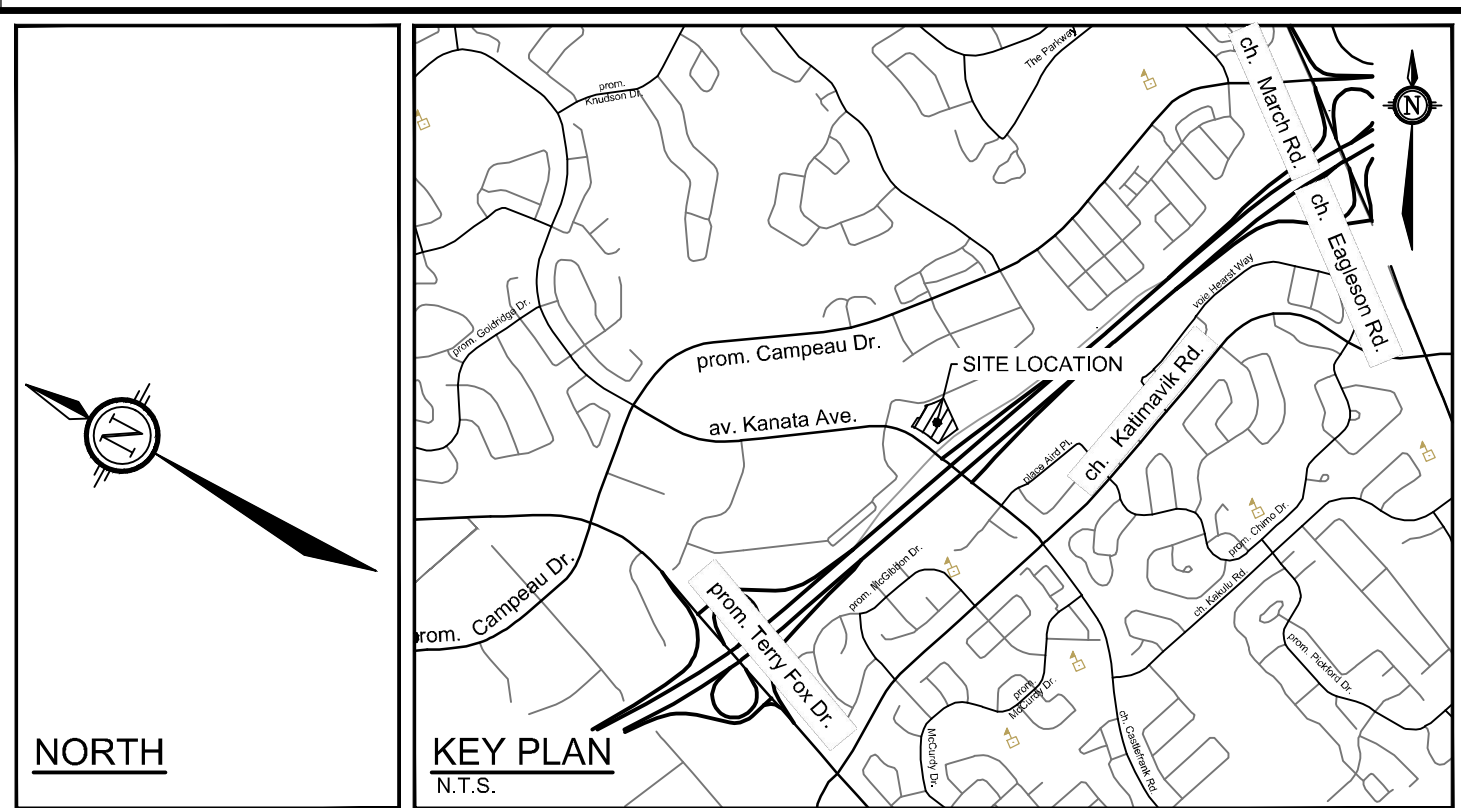 N
NORTH
The Parkway
ch. March Rd.
N
prom.
Knudson Dr.
ch. Eagleson Rd.
voie Hearst Way
prom. Goldridge Dr.
prom. Campeau Dr.
SITE LOCATION
ch. Katimavik Rd.
av. Kanata Ave.
place Aird Pl.
prom. Chimo Dr.
prom. McGibbon Dr.
ch. Kakulu Rd.
rom. Campeau Dr.
prom. Terry Fox Dr.
prom. Pickford Dr.
prom.
McCurdy Dr.
ch. Castlefrank Rd.
McCurdy Dr.
KEY PLAN
N.T.S.